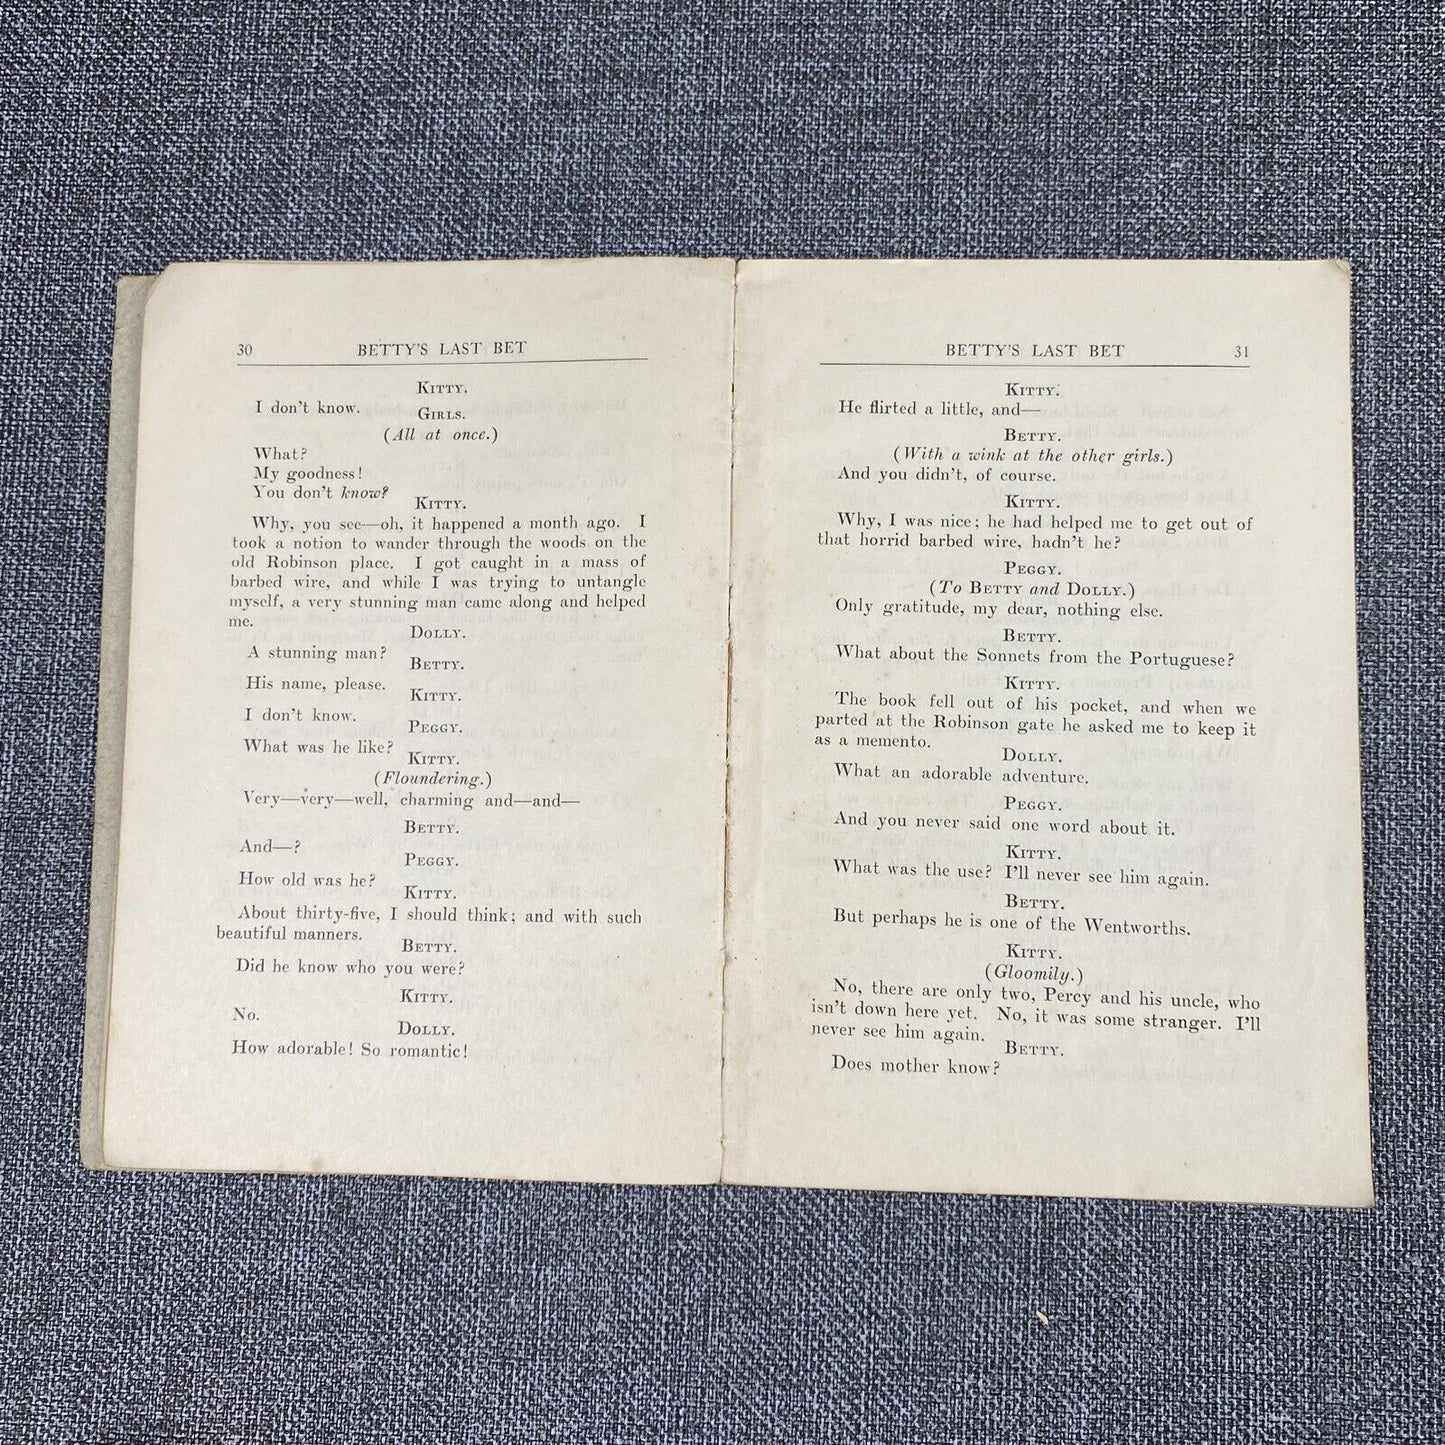 30 BETTY'S LAST BET
KITTY.
I don't know.
GIRLS.
(All at once.)
What?
My goodness!
You don't know?
KITTY.
Why, you see—oh, it happened a month ago. I
took a notion to wander through the woods on the
old Robinson place. I got caught in a mass of
barbed wire, and while I was trying to untangle
myself, a very stunning man came along and helped
me.
DOLLY.
A stunning man?
BETTY.
His name, please.
KITTY.
I don't know.
PEGGY.
What was he like?
KITTY.
(Floundering.)
Very—very—well, charming and—and—
BETTY.
And—?
PEGGY.
How old was he?
KITTY.
About thirty-five, I should think; and with such
beautiful manners.
BETTY.
Did he know who you were?
KITTY.
No.
DOLLY.
How adorable! So romantic!
BETTY'S LAST BET 31
KITTY.
He flirted a little, and—
BETTY.
(With a wink at the other girls.)
And you didn't, of course.
KITTY.
Why, I was nice; he had helped me to get out of
that horrid barbed wire, hadn't he?
PEGGY.
(To BETTY and DOLLY.)
Only gratitude, my dear, nothing else.
BETTY.
What about the Sonnets from the Portuguese?
KITTY.
The book fell out of his pocket, and when we
parted at the Robinson gate he asked me to keep it
as a memento.
DOLLY.
What an adorable adventure.
PEGGY.
And you never said one word about it.
KITTY.
What was the use? I'll never see him again.
BETTY.
But perhaps he is one of the Wentworths.
KITTY.
(Gloomily.)
No, there are only two, Percy and his uncle, who
isn't down here yet. No, it was some stranger. I'll
never see him again.
BETTY.
Does mother know?